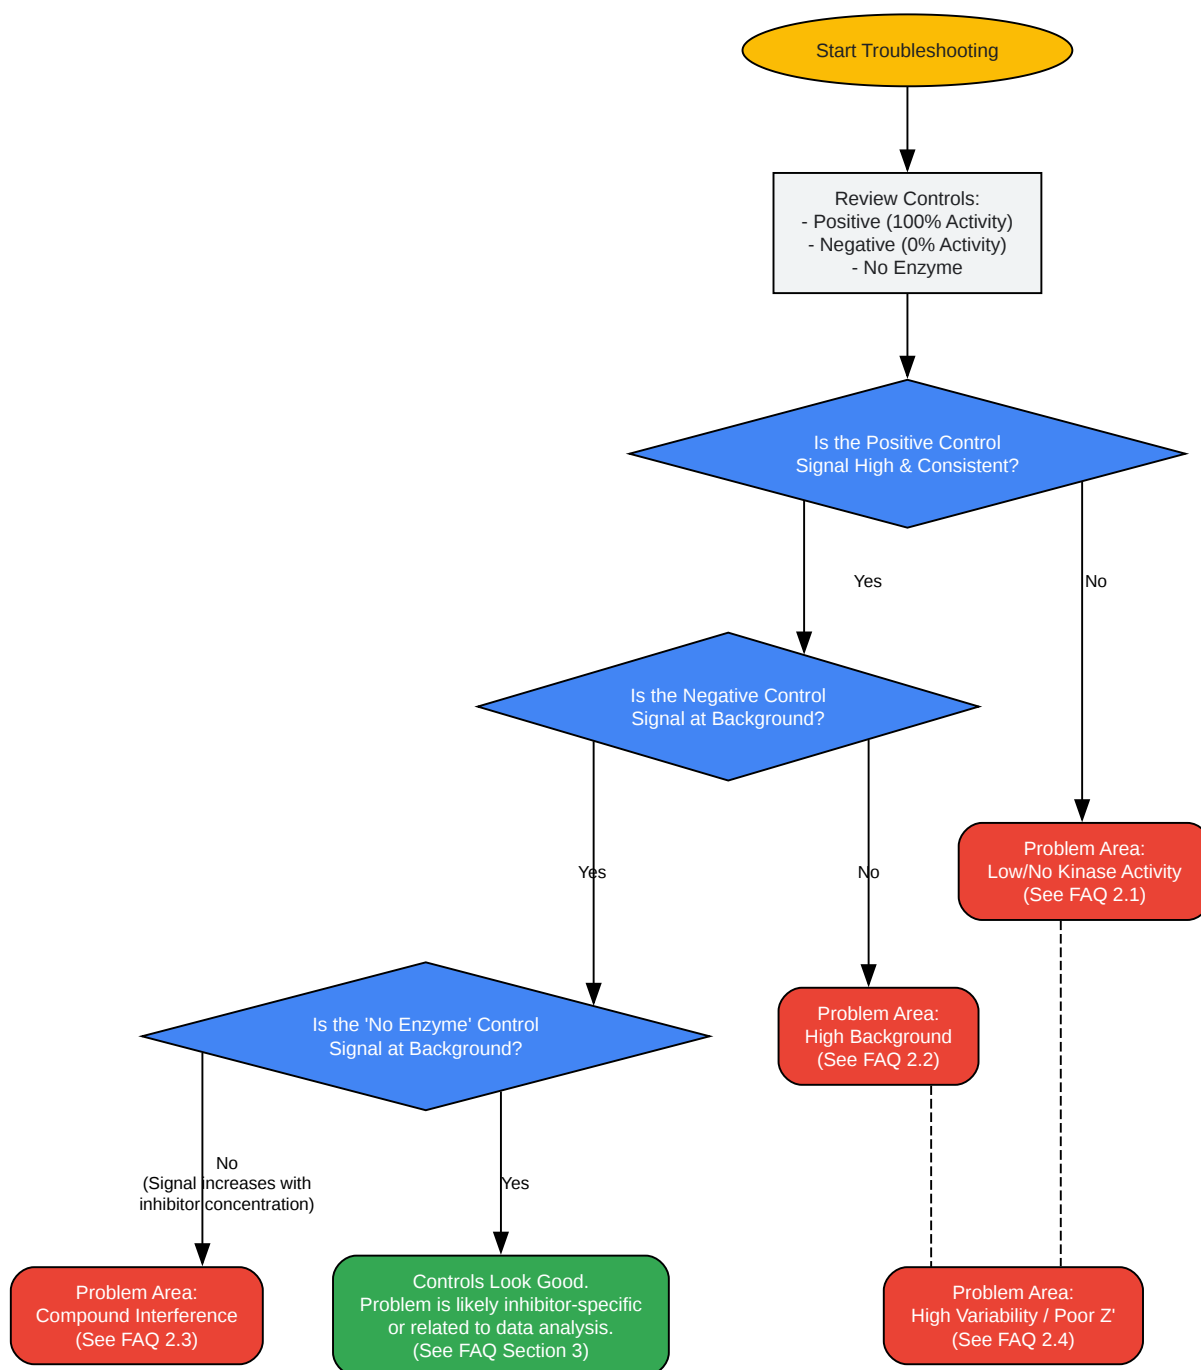 Start Troubleshooting
Review Controls:
- Positive (100% Activity)
- Negative (0% Activity)
- No Enzyme
Is the Positive Control
Signal High & Consistent?
Yes
No
Is the Negative Control
Signal at Background?
Yes
No
Problem Area:
Low/No Kinase Activity
(See FAQ 2.1)
Is the 'No Enzyme' Control
Signal at Background?
Problem Area:
High Background
(See FAQ 2.2)
No
(Signal increases with
inhibitor concentration)
Yes
Problem Area:
Compound Interference
(See FAQ 2.3)
Controls Look Good.
Problem is likely inhibitor-specific
or related to data analysis.
(See FAQ Section 3)
Problem Area:
High Variability / Poor Z'
(See FAQ 2.4)